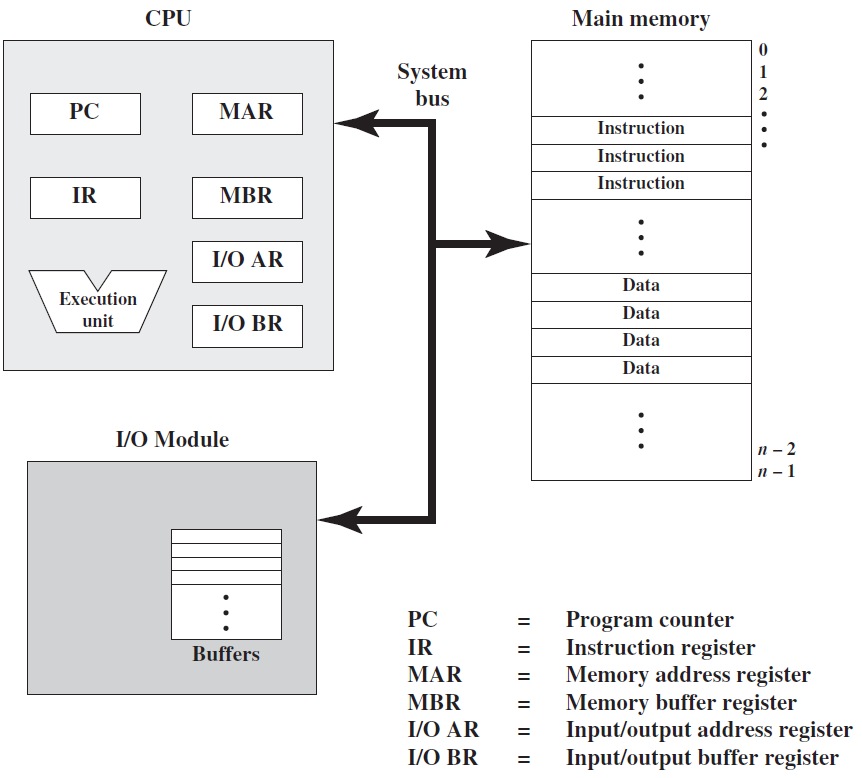 CPU
PC
MAR
IR
MBR
I/O AR
I/O BR
Execution
unit
System
bus
Main memory
0
1
2
Instruction
Instruction
Instruction
Data
Data
Data
Data
n – 2
n – 1
I/O Module
Buffers
PC = Program counter
IR = Instruction register
MAR = Memory address register
MBR = Memory buffer register
I/O AR = Input/output address register
I/O BR = Input/output buffer register